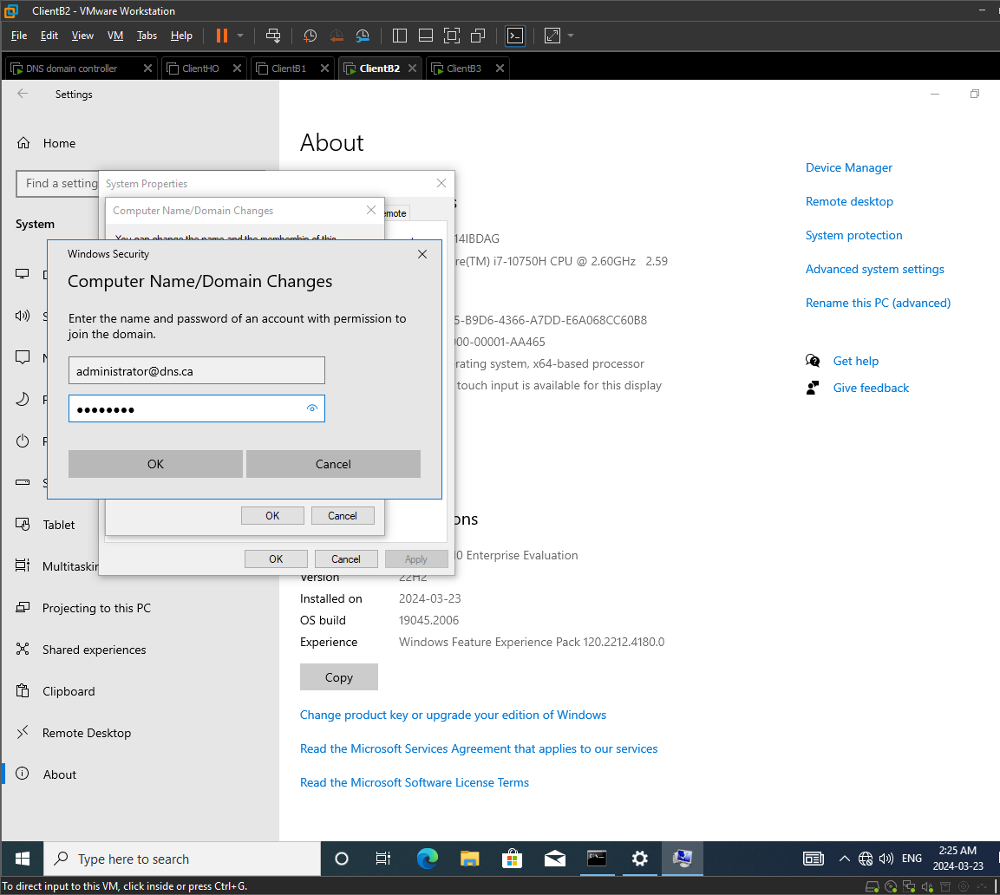 ClientB2 - VMware Workstation
File Edit View VM Tabs Help
DNS domain controller ClientHO ClientB1 ClientB2 ClientB3
Settings
Home
Find a setting
System
Tablet
Multitaskin
Projecting to this PC
Shared experiences
Clipboard
Remote Desktop
About
About
14IBDAG
re(TM) i7-10750H CPU @ 2.60GHz 2.59
5-B9D6-4366-A7DD-E6A068CC60B8
000-00001-AA465
rating system, x64-based processor
touch input is available for this display
ons
10 Enterprise Evaluation
Version 22H2
Installed on 2024-03-23
OS build 19045.2006
Experience Windows Feature Experience Pack 120.2212.4180.0
Copy
Change product key or upgrade your edition of Windows
Read the Microsoft Services Agreement that applies to our services
Read the Microsoft Software License Terms
Device Manager
Remote desktop
System protection
Advanced system settings
Rename this PC (advanced)
Get help
Give feedback
System Properties
emote
Computer Name/Domain Changes
You can change the name and the membership of this
Windows Security
Computer Name/Domain Changes
Enter the name and password of an account with permission to
join the domain.
administrator@dns.ca
●●●●●●●●
OK Cancel
OK Cancel
OK Cancel Apply
Type here to search
ENG
2:25 AM
2024-03-23
To direct input to this VM, click inside or press Ctrl+G.